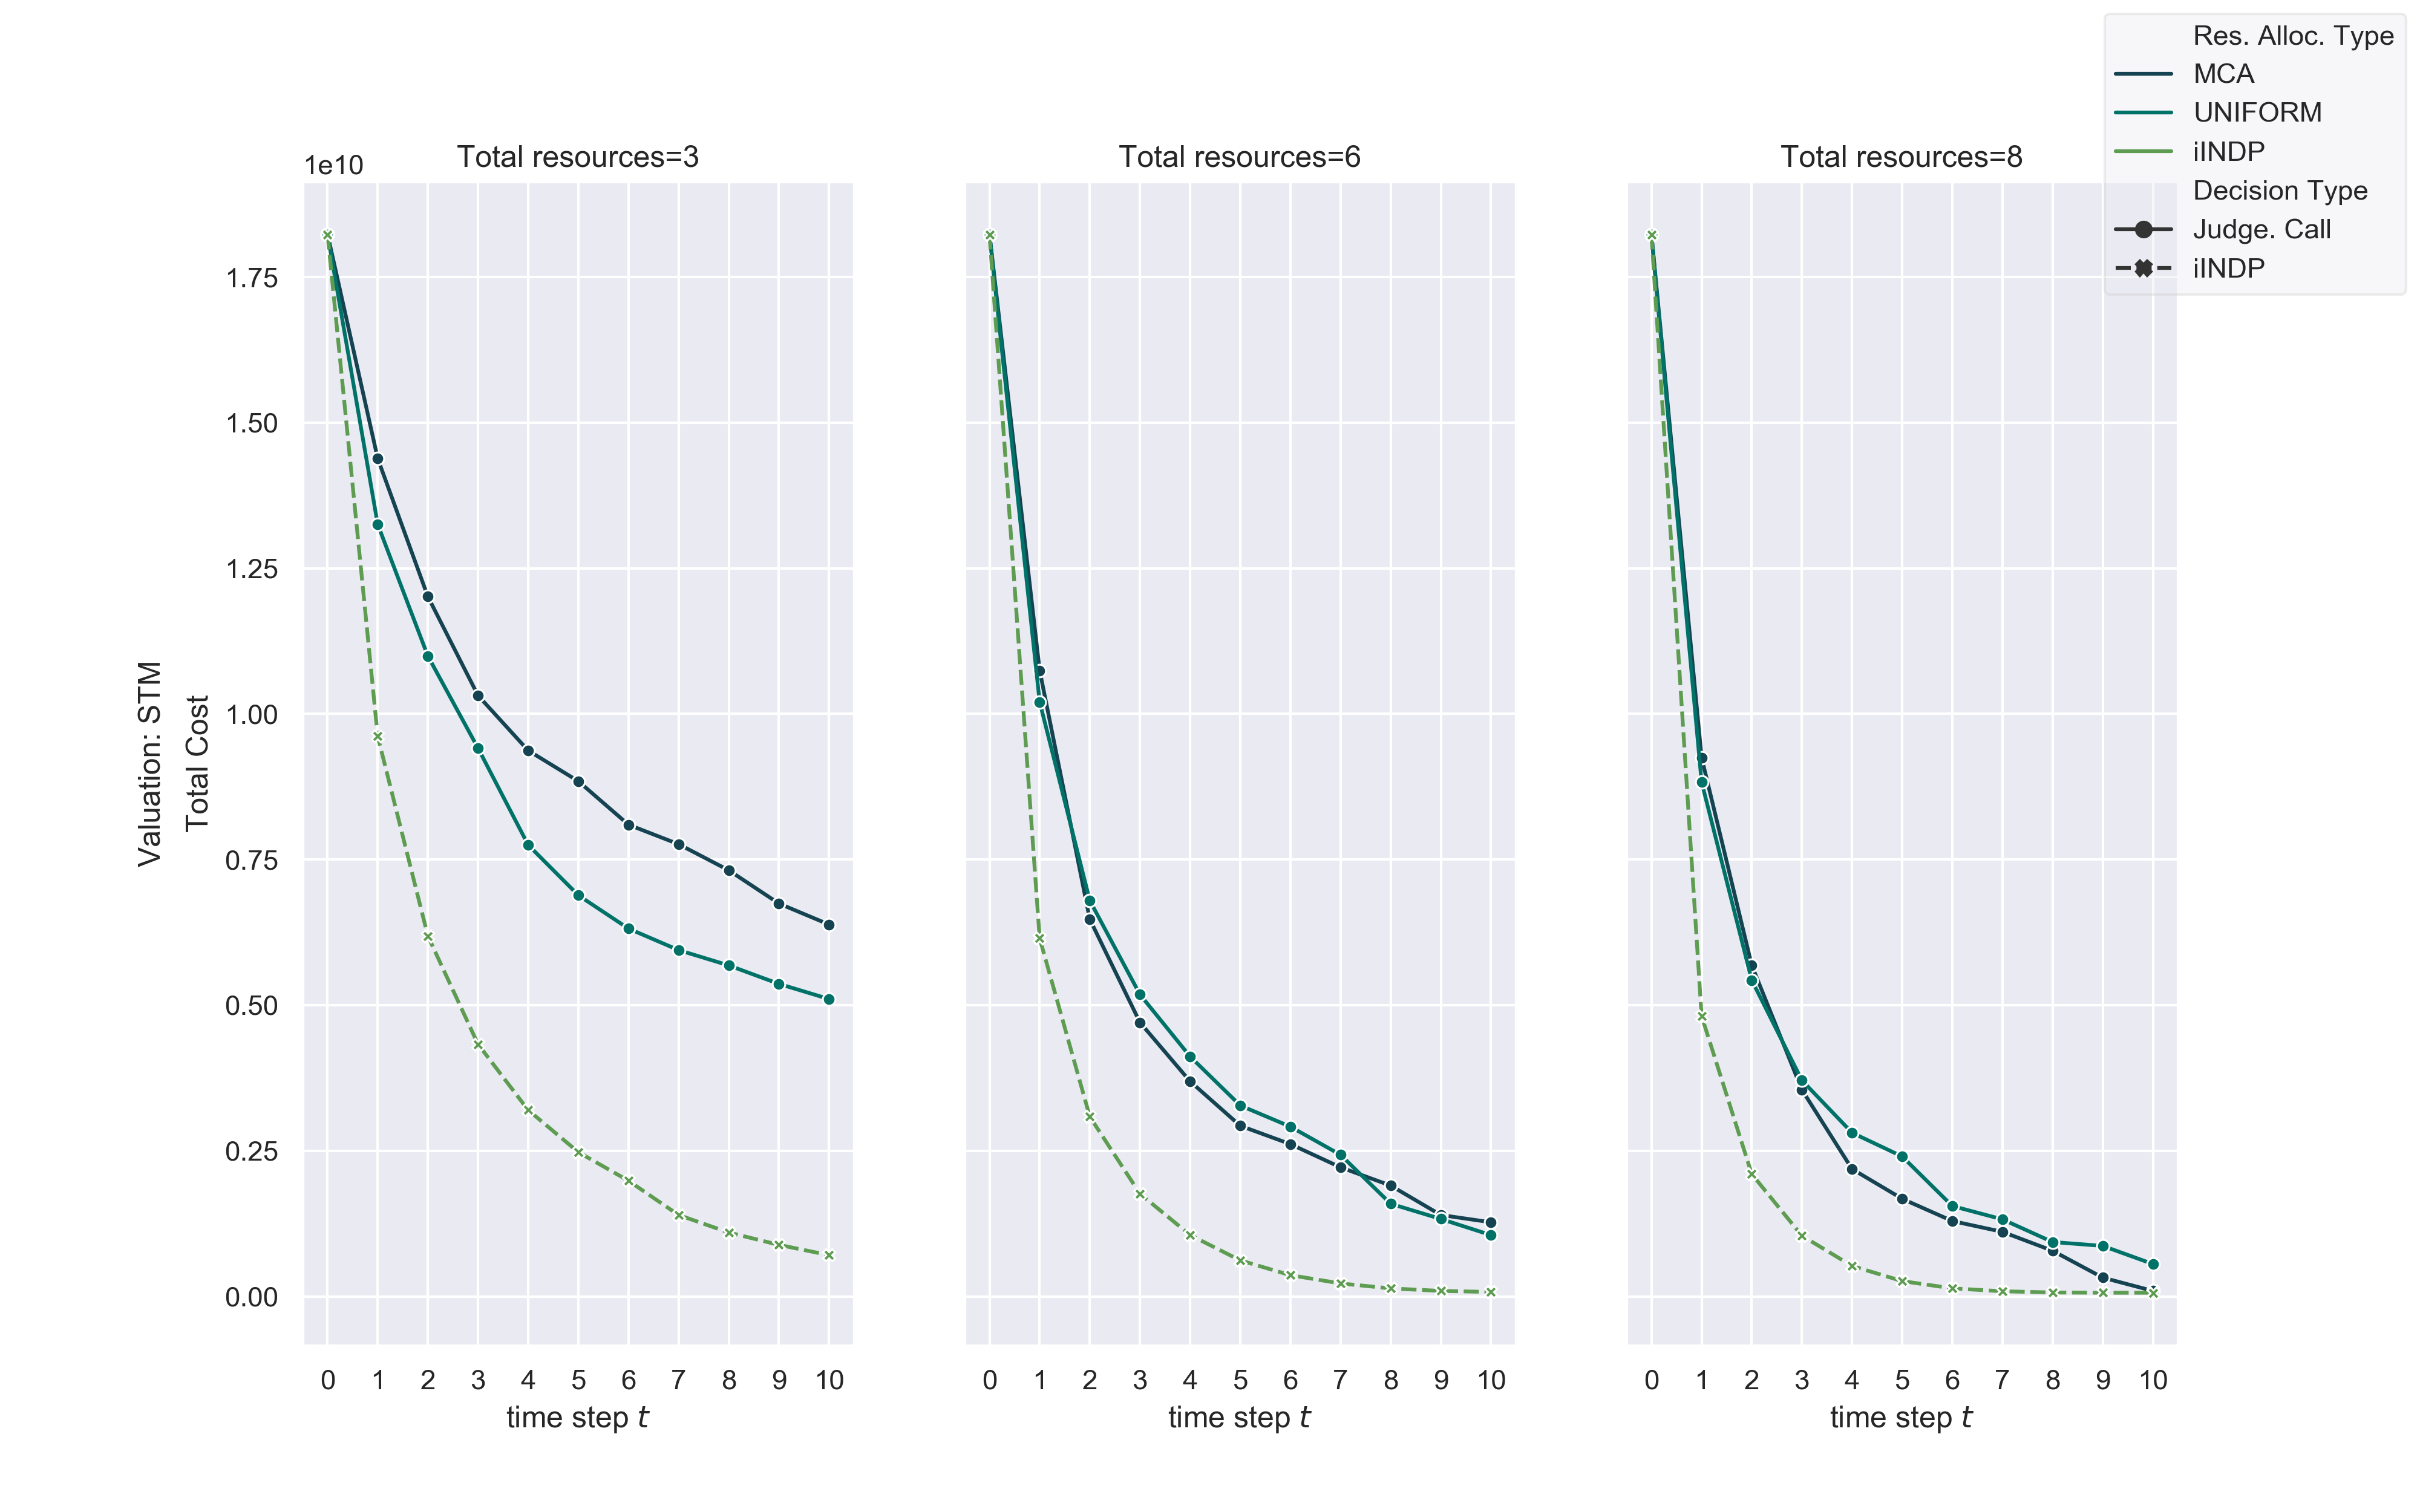 Res. Alloc. Type
MCA
UNIFORM
iINDP
Decision Type
Judge. Call
iINDP
Total resources=3
Total resources=6
Total resources=8
1e10
1.75
1.50
1.25
1.00
0.75
0.50
0.25
0.00
Valuation: STM
Total Cost
0 1 2 3 4 5 6 7 8 9 10
0 1 2 3 4 5 6 7 8 9 10
0 1 2 3 4 5 6 7 8 9 10
time step t
time step t
time step t